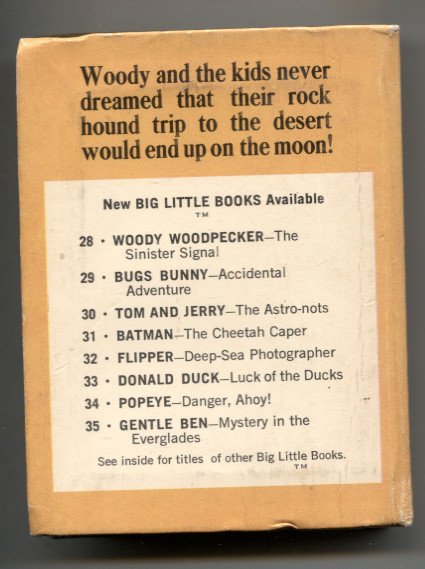 Woody and the kids never
dreamed that their rock
hound trip to the desert
would end up on the moon!
New BIG LITTLE BOOKS Available
TM
28 • WOODY WOODPECKER—The
Sinister Signal
29 • BUGS BUNNY—Accidental
Adventure
30 • TOM AND JERRY—The Astro-nots
31 • BATMAN—The Cheetah Caper
32 • FLIPPER—Deep-Sea Photographer
33 • DONALD DUCK—Luck of the Ducks
34 • POPEYE—Danger, Ahoy!
35 • GENTLE BEN—Mystery in the
Everglades
See inside for titles of other Big Little Books.
TM